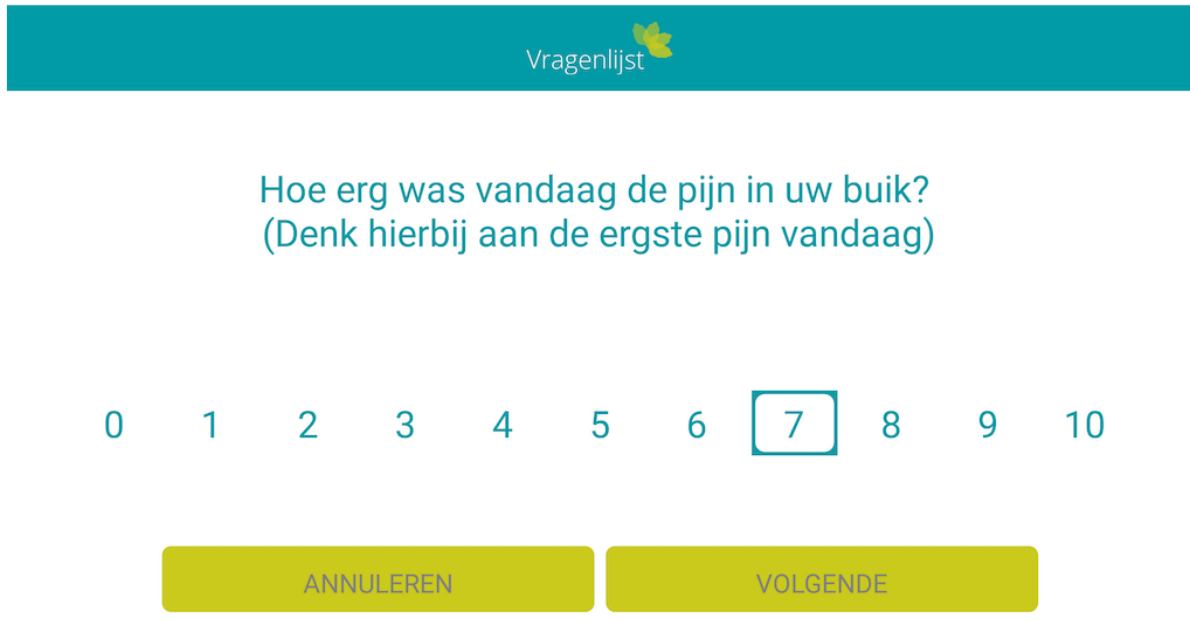 Vragenlijst
Hoe erg was vandaag de pijn in uw buik?
(Denk hierbij aan de ergste pijn vandaag)
0 1 2 3 4 5 6 7 8 9 10
ANNULEREN VOLGENDE